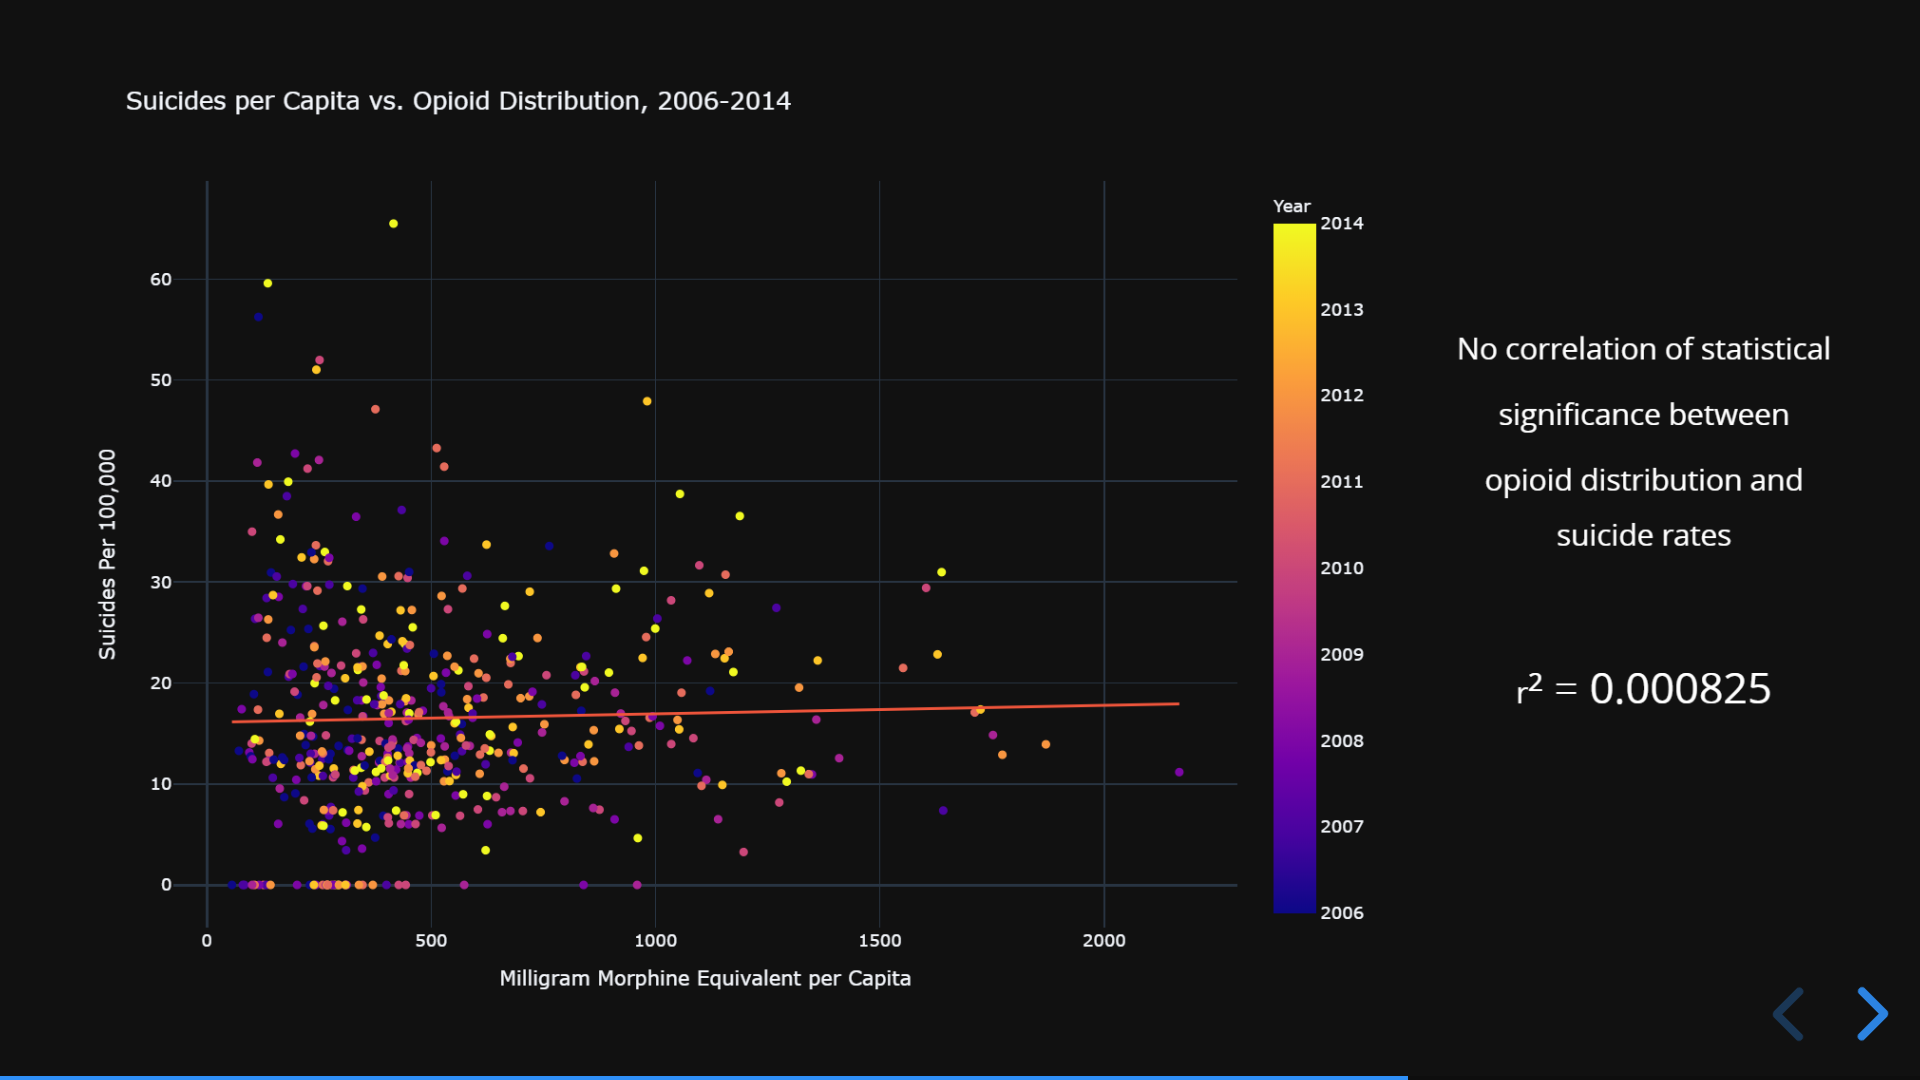 Suicides per Capita vs. Opioid Distribution, 2006-2014
Year
2014
2013
2012
2011
2010
2009
2008
2007
2006
60
50
40
30
20
10
0
Suicides Per 100,000
0
500
1000
1500
2000
Milligram Morphine Equivalent per Capita
No correlation of statistical
significance between
opioid distribution and
suicide rates
r² = 0.000825